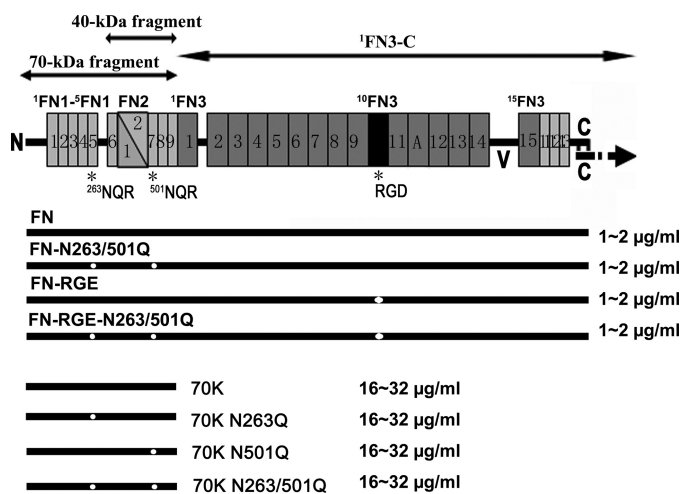 40-kDa fragment
70-kDa fragment
¹FN3-C
¹FN1-⁵FN1 FN2 ¹FN3 ¹⁰FN3 ¹⁵FN3
N 1 2 3 4 5 6 1 2 7 8 9 1 2 3 4 5 6 7 8 9 11 A 12 13 14 V 15 C
C
* * *
²⁶³NQR ⁵⁰¹NQR RGD
FN
1~2 µg/ml
FN-N263/501Q
1~2 µg/ml
FN-RGE
1~2 µg/ml
FN-RGE-N263/501Q
1~2 µg/ml
70K 16~32 µg/ml
70K N263Q 16~32 µg/ml
70K N501Q 16~32 µg/ml
70K N263/501Q 16~32 µg/ml